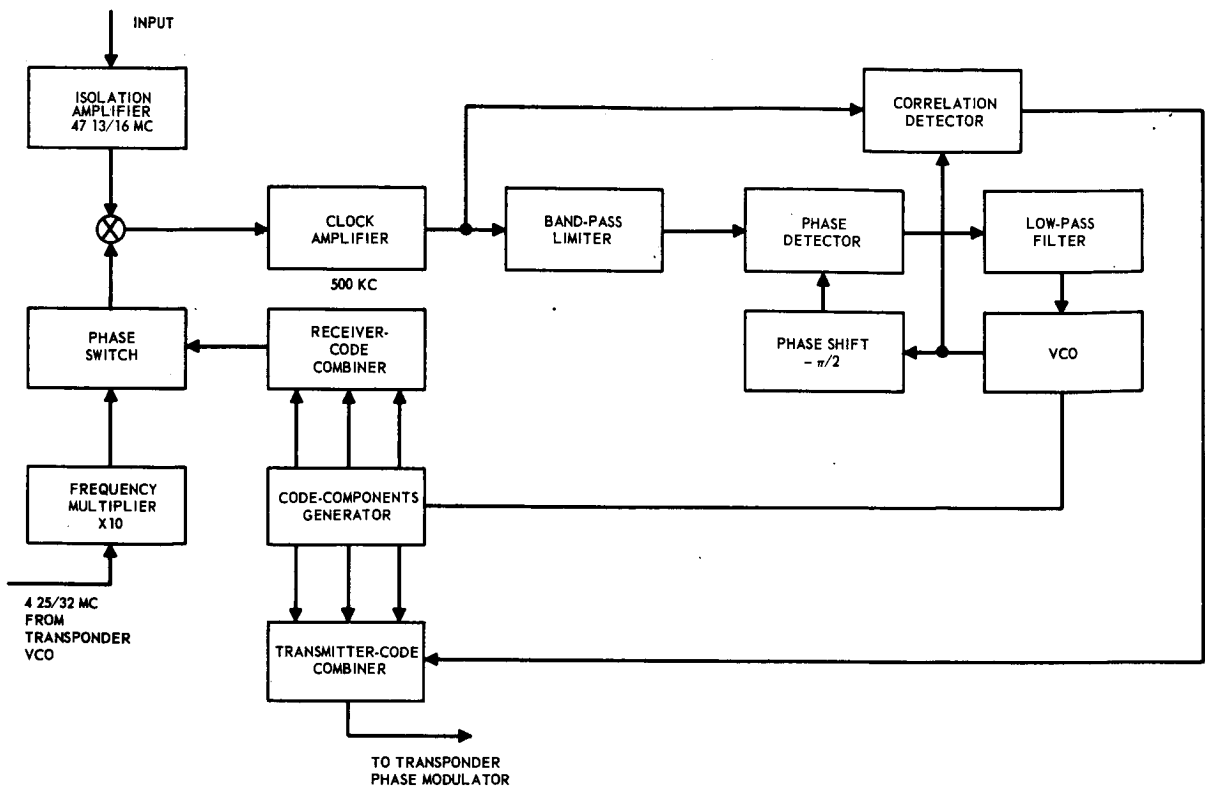 INPUT
ISOLATION
AMPLIFIER
47 13/16 MC
CORRELATION
DETECTOR
CLOCK
AMPLIFIER
500 KC
BAND-PASS
LIMITER
PHASE
DETECTOR
LOW-PASS
FILTER
PHASE
SWITCH
RECEIVER-
CODE
COMBINER
PHASE SHIFT
- π/2
VCO
FREQUENCY
MULTIPLIER
X10
CODE-COMPONENTS
GENERATOR
4 25/32 MC
FROM
TRANSPONDER
VCO
TRANSMITTER-CODE
COMBINER
TO TRANSPONDER
PHASE MODULATOR